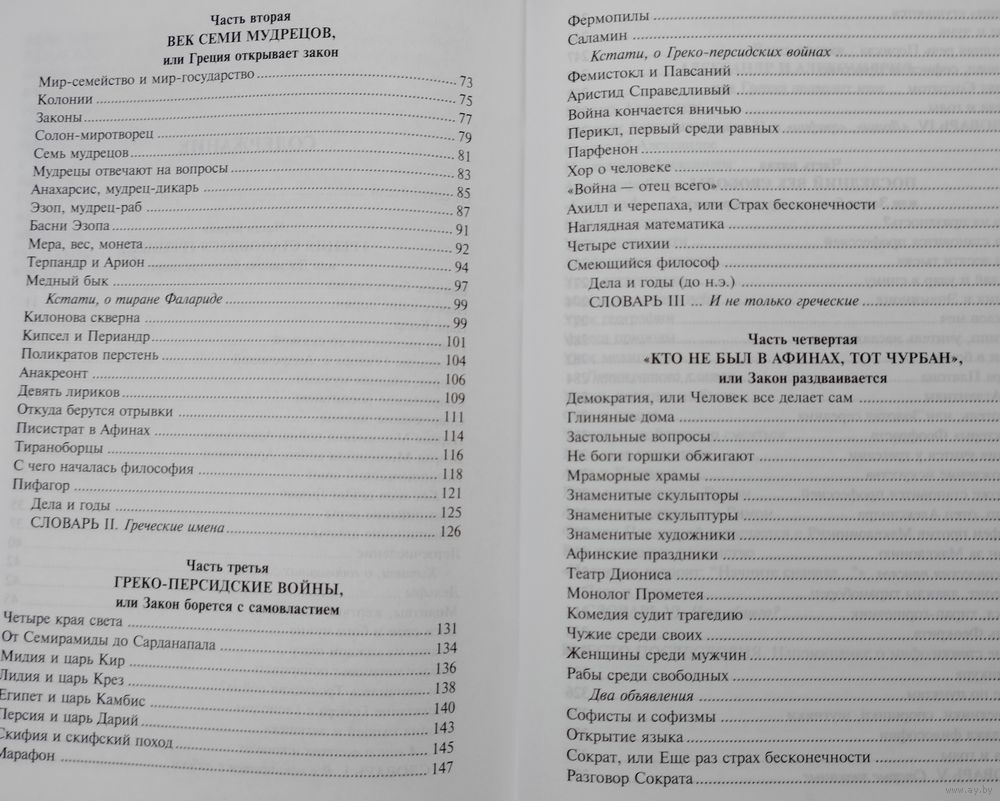 Часть вторая
ВЕК СЕМИ МУДРЕЦОВ,
или Греция открывает закон
Мир-семейство и мир-государство 73
Колонии 75
Законы 77
Солон-миротворец 79
Семь мудрецов 81
Мудрецы отвечают на вопросы 83
Анахарсис, мудрец-дикарь 85
Эзоп, мудрец-раб 87
Басни Эзопа 91
Мера, вес, монета 92
Терпандр и Арион 94
Медный бык 97
Кстати, о тиране Фалариде 99
Килонова скверна 99
Кипсел и Периандр 101
Поликратов перстень 104
Анакреонт 106
Девять лириков 109
Откуда берутся отрывки 111
Писистрат в Афинах 114
Тираноборцы 116
С чего началась философия 118
Пифагор 121
Дела и годы 125
СЛОВАРЬ II. Греческие имена 126
Часть третья
ГРЕКО-ПЕРСИДСКИЕ ВОЙНЫ,
или Закон борется с самовластием
Четыре края света 131
От Семирамиды до Сарданапала 134
Мидия и царь Кир 136
Лидия и царь Крез 138
Египет и царь Камбис 140
Персия и царь Дарий 143
Скифия и скифский поход 145
Марафон 147
Фермопилы
Саламин
Кстати, о Греко-персидских войнах
Фемистокл и Павсаний
Аристид Справедливый
Война кончается вничью
Перикл, первый среди равных
Парфенон
Хор о человеке
«Война — отец всего»
Ахилл и черепаха, или Страх бесконечности
Наглядная математика
Четыре стихии
Смеющийся философ
Дела и годы (до н.э.)
СЛОВАРЬ III ... И не только греческие
Часть четвертая
«КТО НЕ БЫЛ В АФИНАХ, ТОТ ЧУРБАН»,
или Закон раздваивается
Демократия, или Человек все делает сам
Глиняные дома
Застольные вопросы
Не боги горшки обжигают
Мраморные храмы
Знаменитые скульпторы
Знаменитые скульптуры
Знаменитые художники
Афинские праздники
Театр Диониса
Монолог Прометея
Комедия судит трагедию
Чужие среди своих
Женщины среди мужчин
Рабы среди свободных
Два объявления
Софисты и софизмы
Открытие языка
Сократ, или Еще раз страх бесконечности
Разговор Сократа
www.ay.by